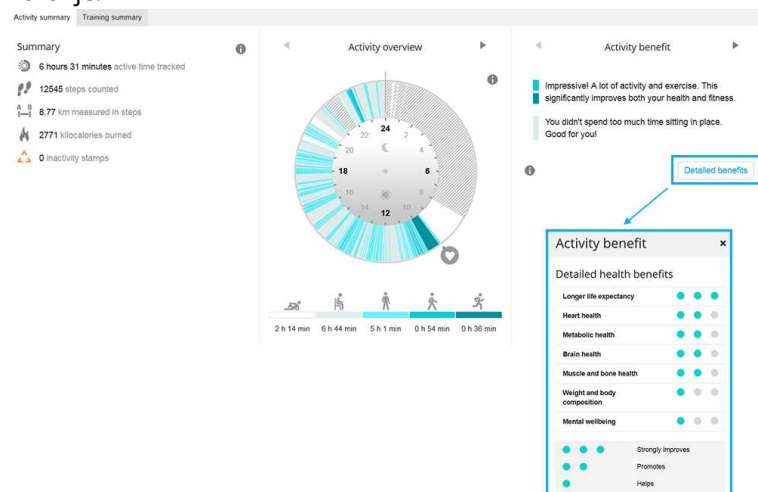 Activity summary Training summary
Summary
6 hours 31 minutes active time tracked
12545 steps counted
A B
8.77 km measured in steps
2771 kilocalories burned
0 inactivity stamps
Activity overview
24
22 2
20 4
18 6
16 8
14 10
12
2 h 14 min 6 h 44 min 5 h 1 min 0 h 54 min 0 h 36 min
Activity benefit
Impressive! A lot of activity and exercise. This
significantly improves both your health and fitness.
You didn't spend too much time sitting in place.
Good for you!
Detailed benefits
Activity benefit ×
Detailed health benefits
Longer life expectancy
Heart health
Metabolic health
Brain health
Muscle and bone health
Weight and body
composition
Mental wellbeing
Strongly improves
Promotes
Helps